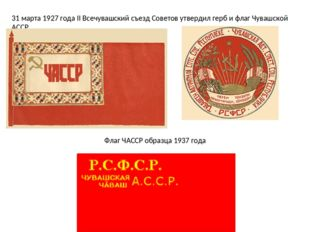 31 марта 1927 года II Всечувашский съезд Советов утвердил герб и флаг Чувашской
АССР
ЧАССР
РСФСР
Флаг ЧАССР образца 1937 года
Р.С.Ф.С.Р.
ЧУВАШСКАЯ
ЧӐВАШ А.С.С.Р.